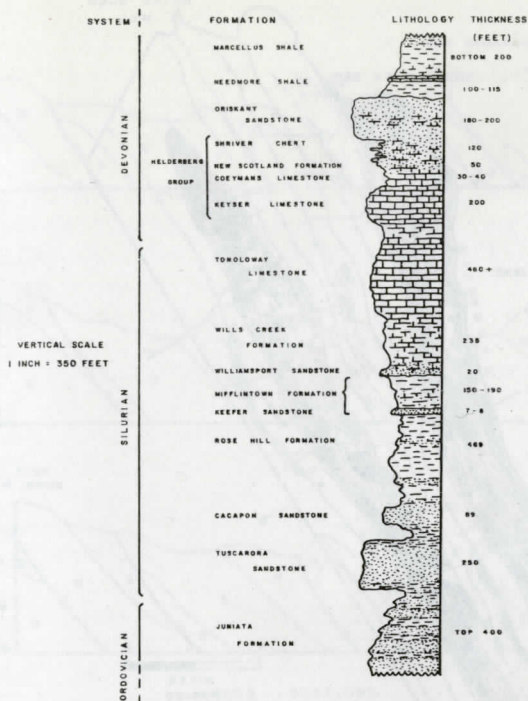 SYSTEM FORMATION LITHOLOGY THICKNESS
(FEET)
MARCELLUS SHALE BOTTOM 200
NEEDMORE SHALE 100-115
ORISKANY
SANDSTONE 180-200
DEVONIAN
HELDERBERG
GROUP
SHRIVER CHERT 120
NEW SCOTLAND FORMATION 50
COEYMANS LIMESTONE 30-40
KEYSER LIMESTONE 200
TONOLOWAY
LIMESTONE 460+
WILLS CREEK
FORMATION 235
VERTICAL SCALE
1 INCH = 350 FEET
WILLIAMSPORT SANDSTONE 20
MIFFLINTOWN FORMATION 150-190
KEEFER SANDSTONE 7-8
SILURIAN
ROSE HILL FORMATION 469
CACAPON SANDSTONE 89
TUSCARORA
SANDSTONE 250
JUNIATA
FORMATION TOP 400
ORDOVICIAN